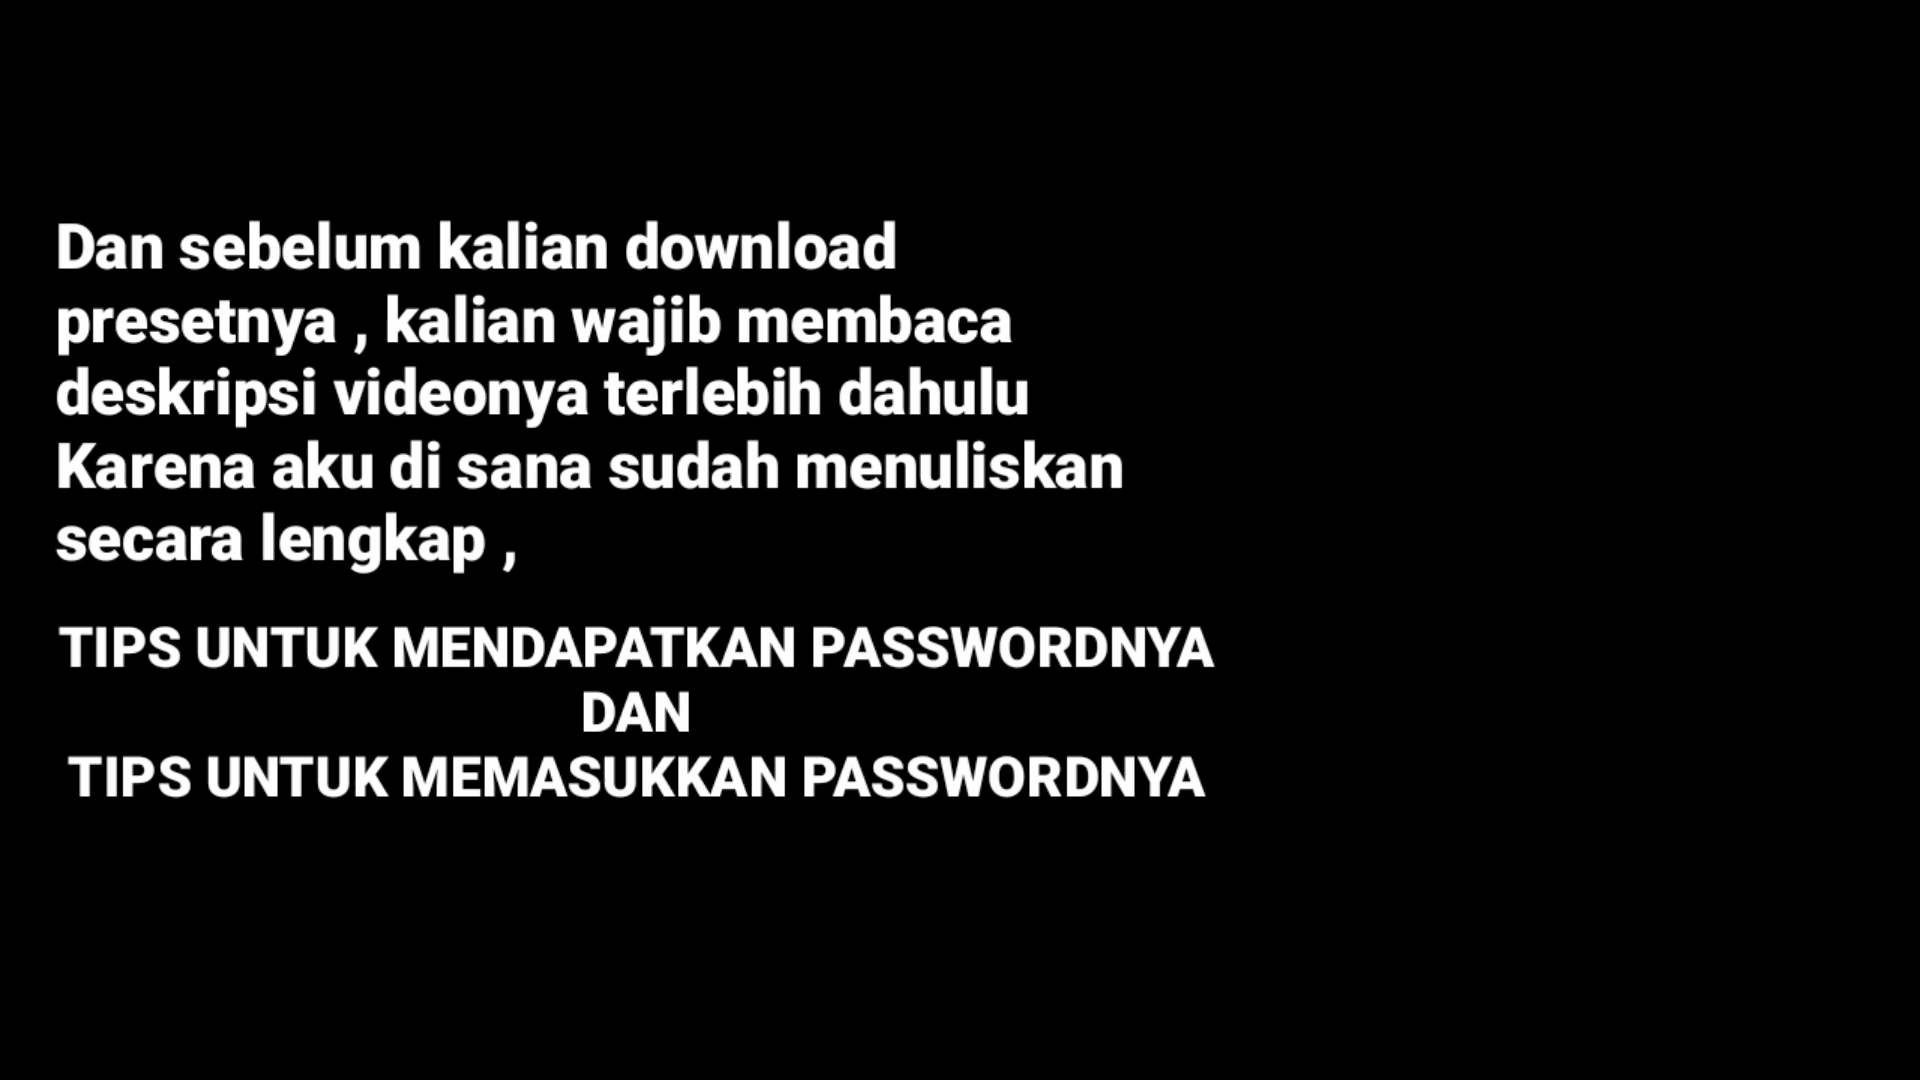 Dan sebelum kalian download
presetnya , kalian wajib membaca
deskripsi videonya terlebih dahulu
Karena aku di sana sudah menuliskan
secara lengkap ,
TIPS UNTUK MENDAPATKAN PASSWORDNYA
DAN
TIPS UNTUK MEMASUKKAN PASSWORDNYA